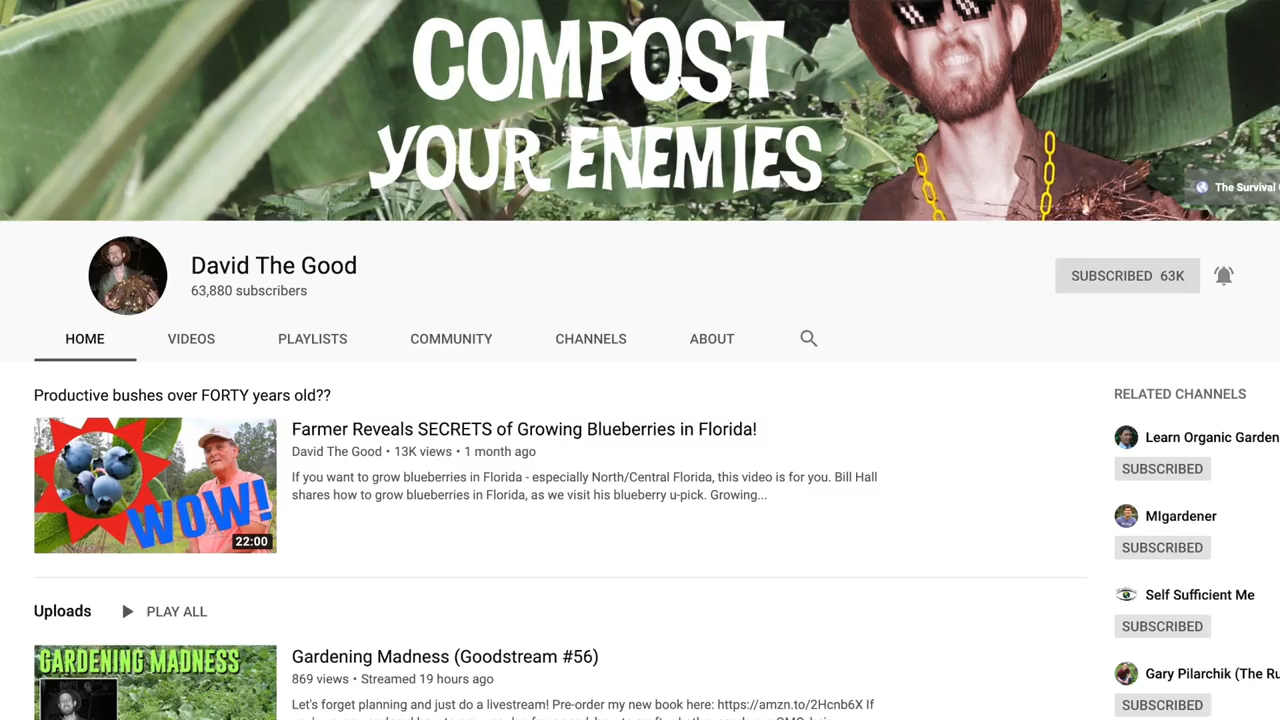 COMPOST
YOUR ENEMIES
The Survival
David The Good
63,880 subscribers
SUBSCRIBED 63K
HOME VIDEOS PLAYLISTS COMMUNITY CHANNELS ABOUT
Productive bushes over FORTY years old??
WOW!
22:00
Farmer Reveals SECRETS of Growing Blueberries in Florida!
David The Good • 13K views • 1 month ago
If you want to grow blueberries in Florida - especially North/Central Florida, this video is for you. Bill Hall
shares how to grow blueberries in Florida, as we visit his blueberry u-pick. Growing...
RELATED CHANNELS
Learn Organic Garden
SUBSCRIBED
MIgardener
SUBSCRIBED
Self Sufficient Me
SUBSCRIBED
Gary Pilarchik (The Ru
SUBSCRIBED
Uploads PLAY ALL
GARDENING MADNESS
Gardening Madness (Goodstream #56)
869 views • Streamed 19 hours ago
Let's forget planning and just do a livestream! Pre-order my new book here: https://amzn.to/2Hcnb6X If